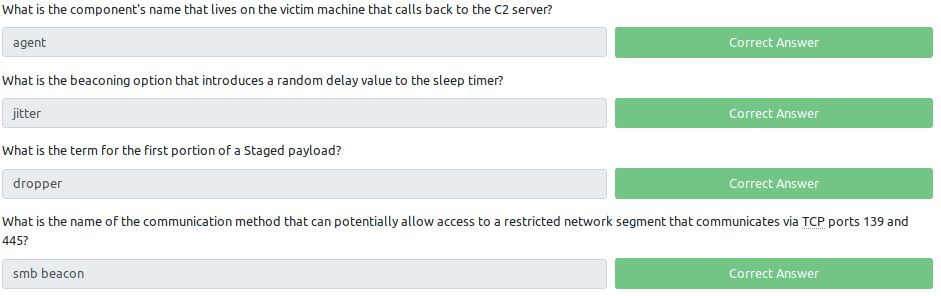 What is the component's name that lives on the victim machine that calls back to the C2 server?
agent
Correct Answer
What is the beaconing option that introduces a random delay value to the sleep timer?
jitter
Correct Answer
What is the term for the first portion of a Staged payload?
dropper
Correct Answer
What is the name of the communication method that can potentially allow access to a restricted network segment that communicates via TCP ports 139 and
445?
smb beacon
Correct Answer